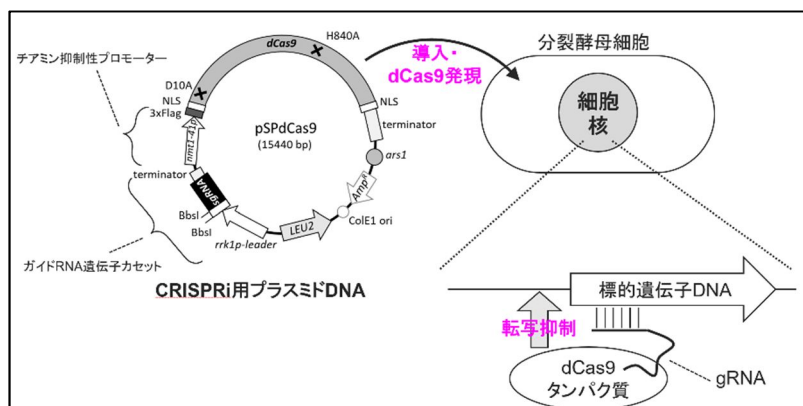 チアミン抑制性プロモーター
D10A
NLS
3xFlag
nmt1-41p
terminator
sgRNA
BbsI
BbsI
ガイドRNA遺伝子カセット
dCas9
H840A
NLS
terminator
ars1
AmpR
ColE1 ori
LEU2
rrk1p-leader
pSPdCas9
(15440 bp)
CRISPRi用プラスミドDNA
導入・
dCas9発現
分裂酵母細胞
細胞
核
標的遺伝子DNA
転写抑制
dCas9
タンパク質
gRNA